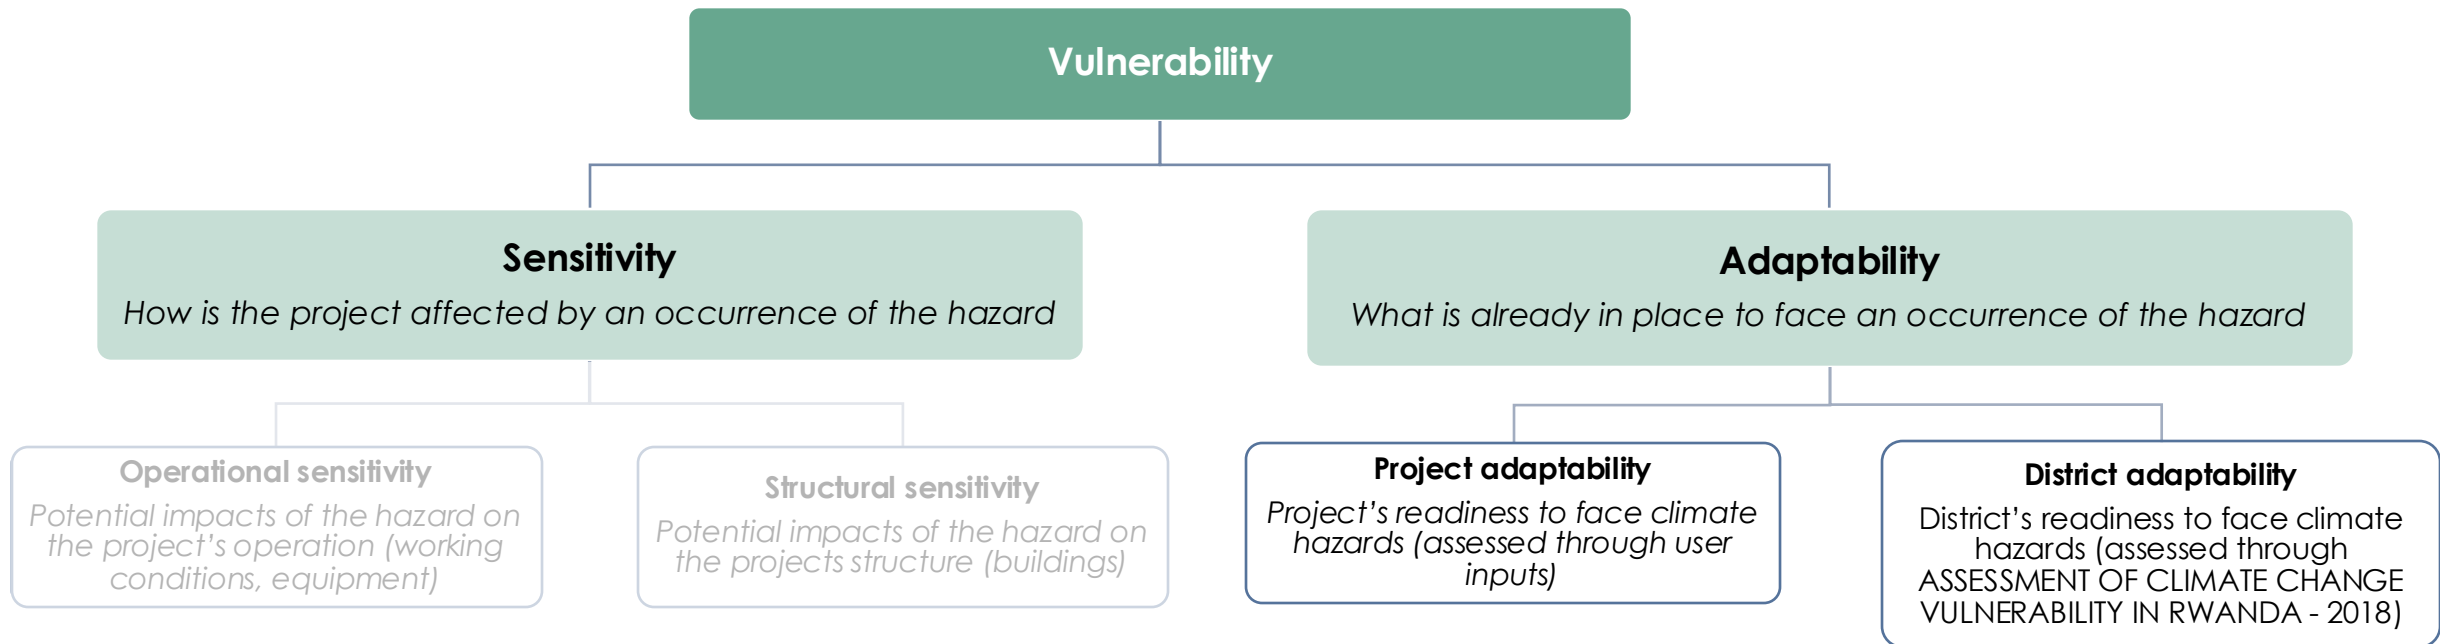 Vulnerability
Sensitivity
How is the project affected by an occurrence of the hazard
Adaptability
What is already in place to face an occurrence of the hazard
Operational sensitivity
Potential impacts of the hazard on
the project’s operation (working
conditions, equipment)
Structural sensitivity
Potential impacts of the hazard on
the projects structure (buildings)
Project adaptability
Project’s readiness to face climate
hazards (assessed through user
inputs)
District adaptability
District’s readiness to face climate
hazards (assessed through
ASSESSMENT OF CLIMATE CHANGE
VULNERABILITY IN RWANDA - 2018)